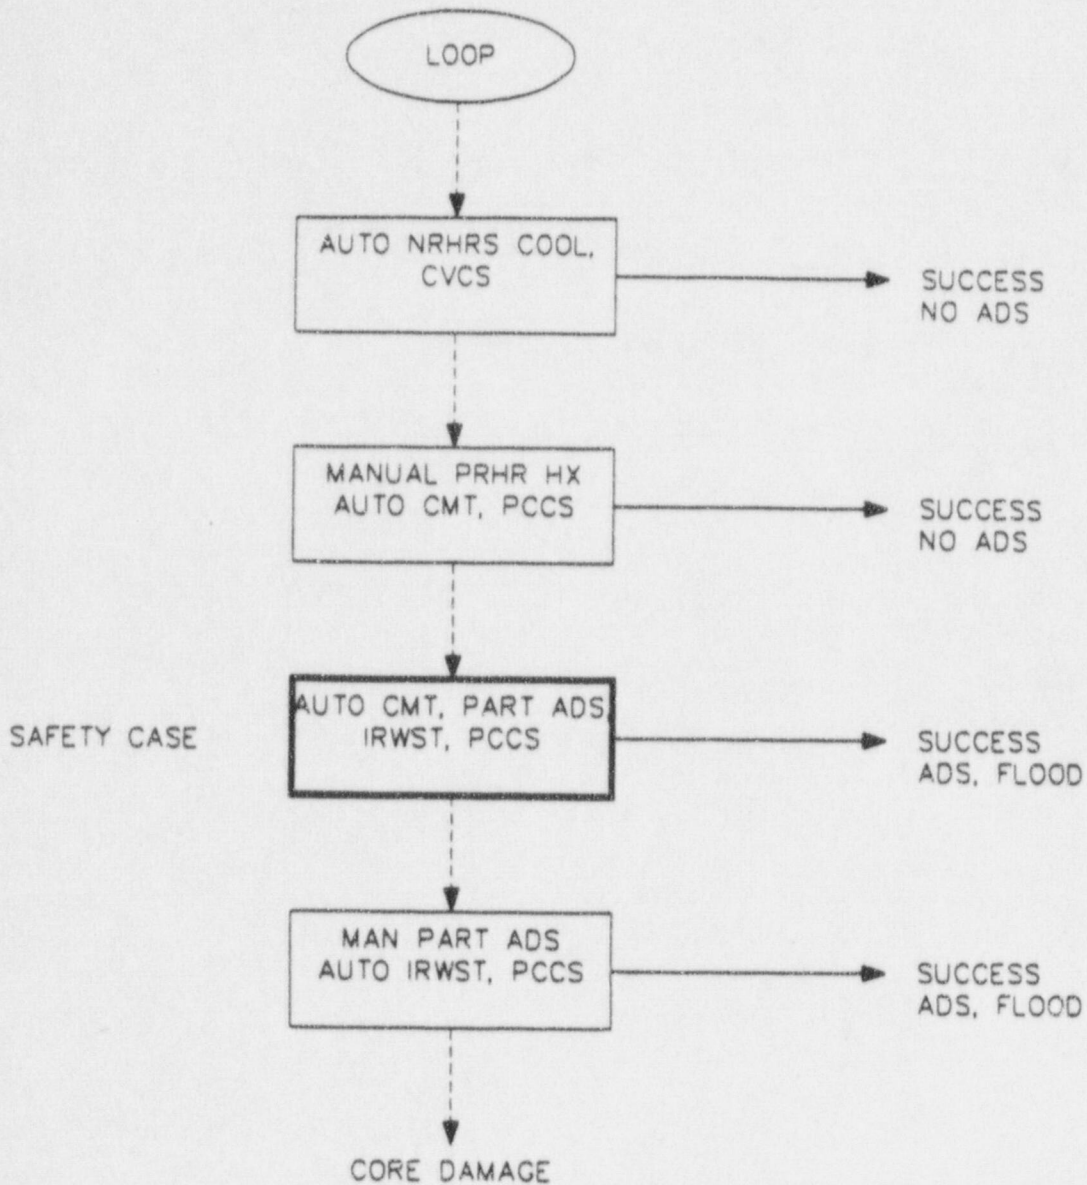 LOOP
AUTO NRHRS COOL,
CVCS
SUCCESS
NO ADS
MANUAL PRHR HX
AUTO CMT, PCCS
SUCCESS
NO ADS
SAFETY CASE
AUTO CMT, PART ADS,
IRWST, PCCS
SUCCESS
ADS, FLOOD
MAN PART ADS
AUTO IRWST, PCCS
SUCCESS
ADS, FLOOD
CORE DAMAGE